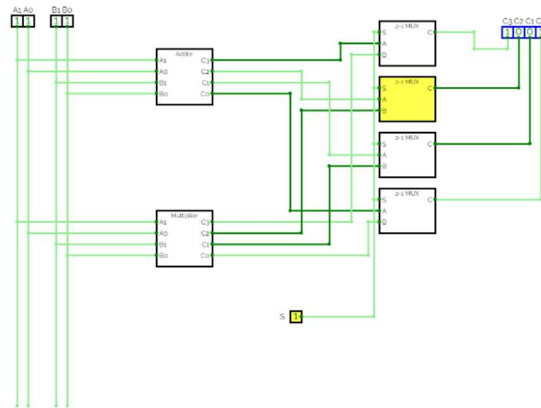 A1 A0 B1 B0
1 1 1 1
C3 C2 C1 C
1 0 0
Adder
A1 C3
A0 C2
B1 C1
B0 C0
Multiplier
A1 C3
A0 C2
B1 C1
B0 C0
2-1 MUX
S C
A
B
2-1 MUX
S C
A
B
2-1 MUX
S C
A
B
2-1 MUX
S C
A
B
S 1